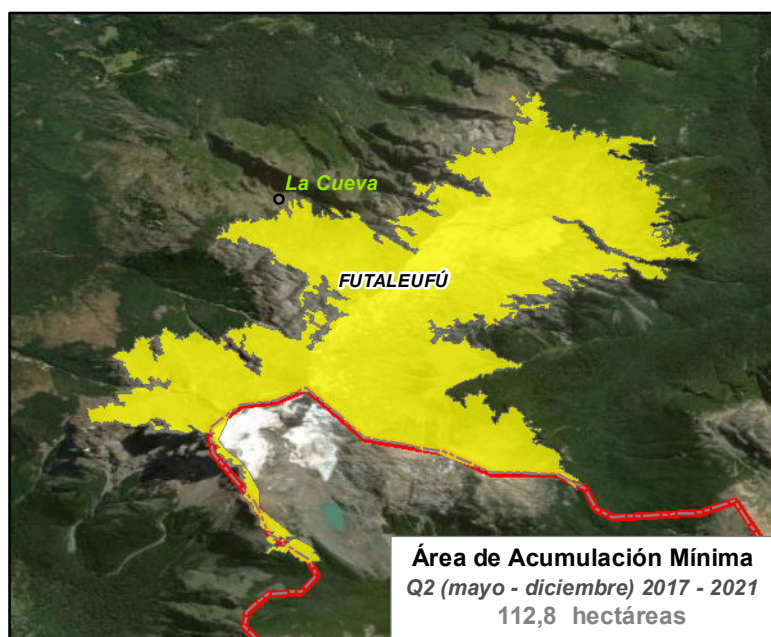 La Cueva
FUTALEUFÚ
Área de Acumulación Mínima
Q2 (mayo - diciembre) 2017 - 2021
112,8 hectáreas